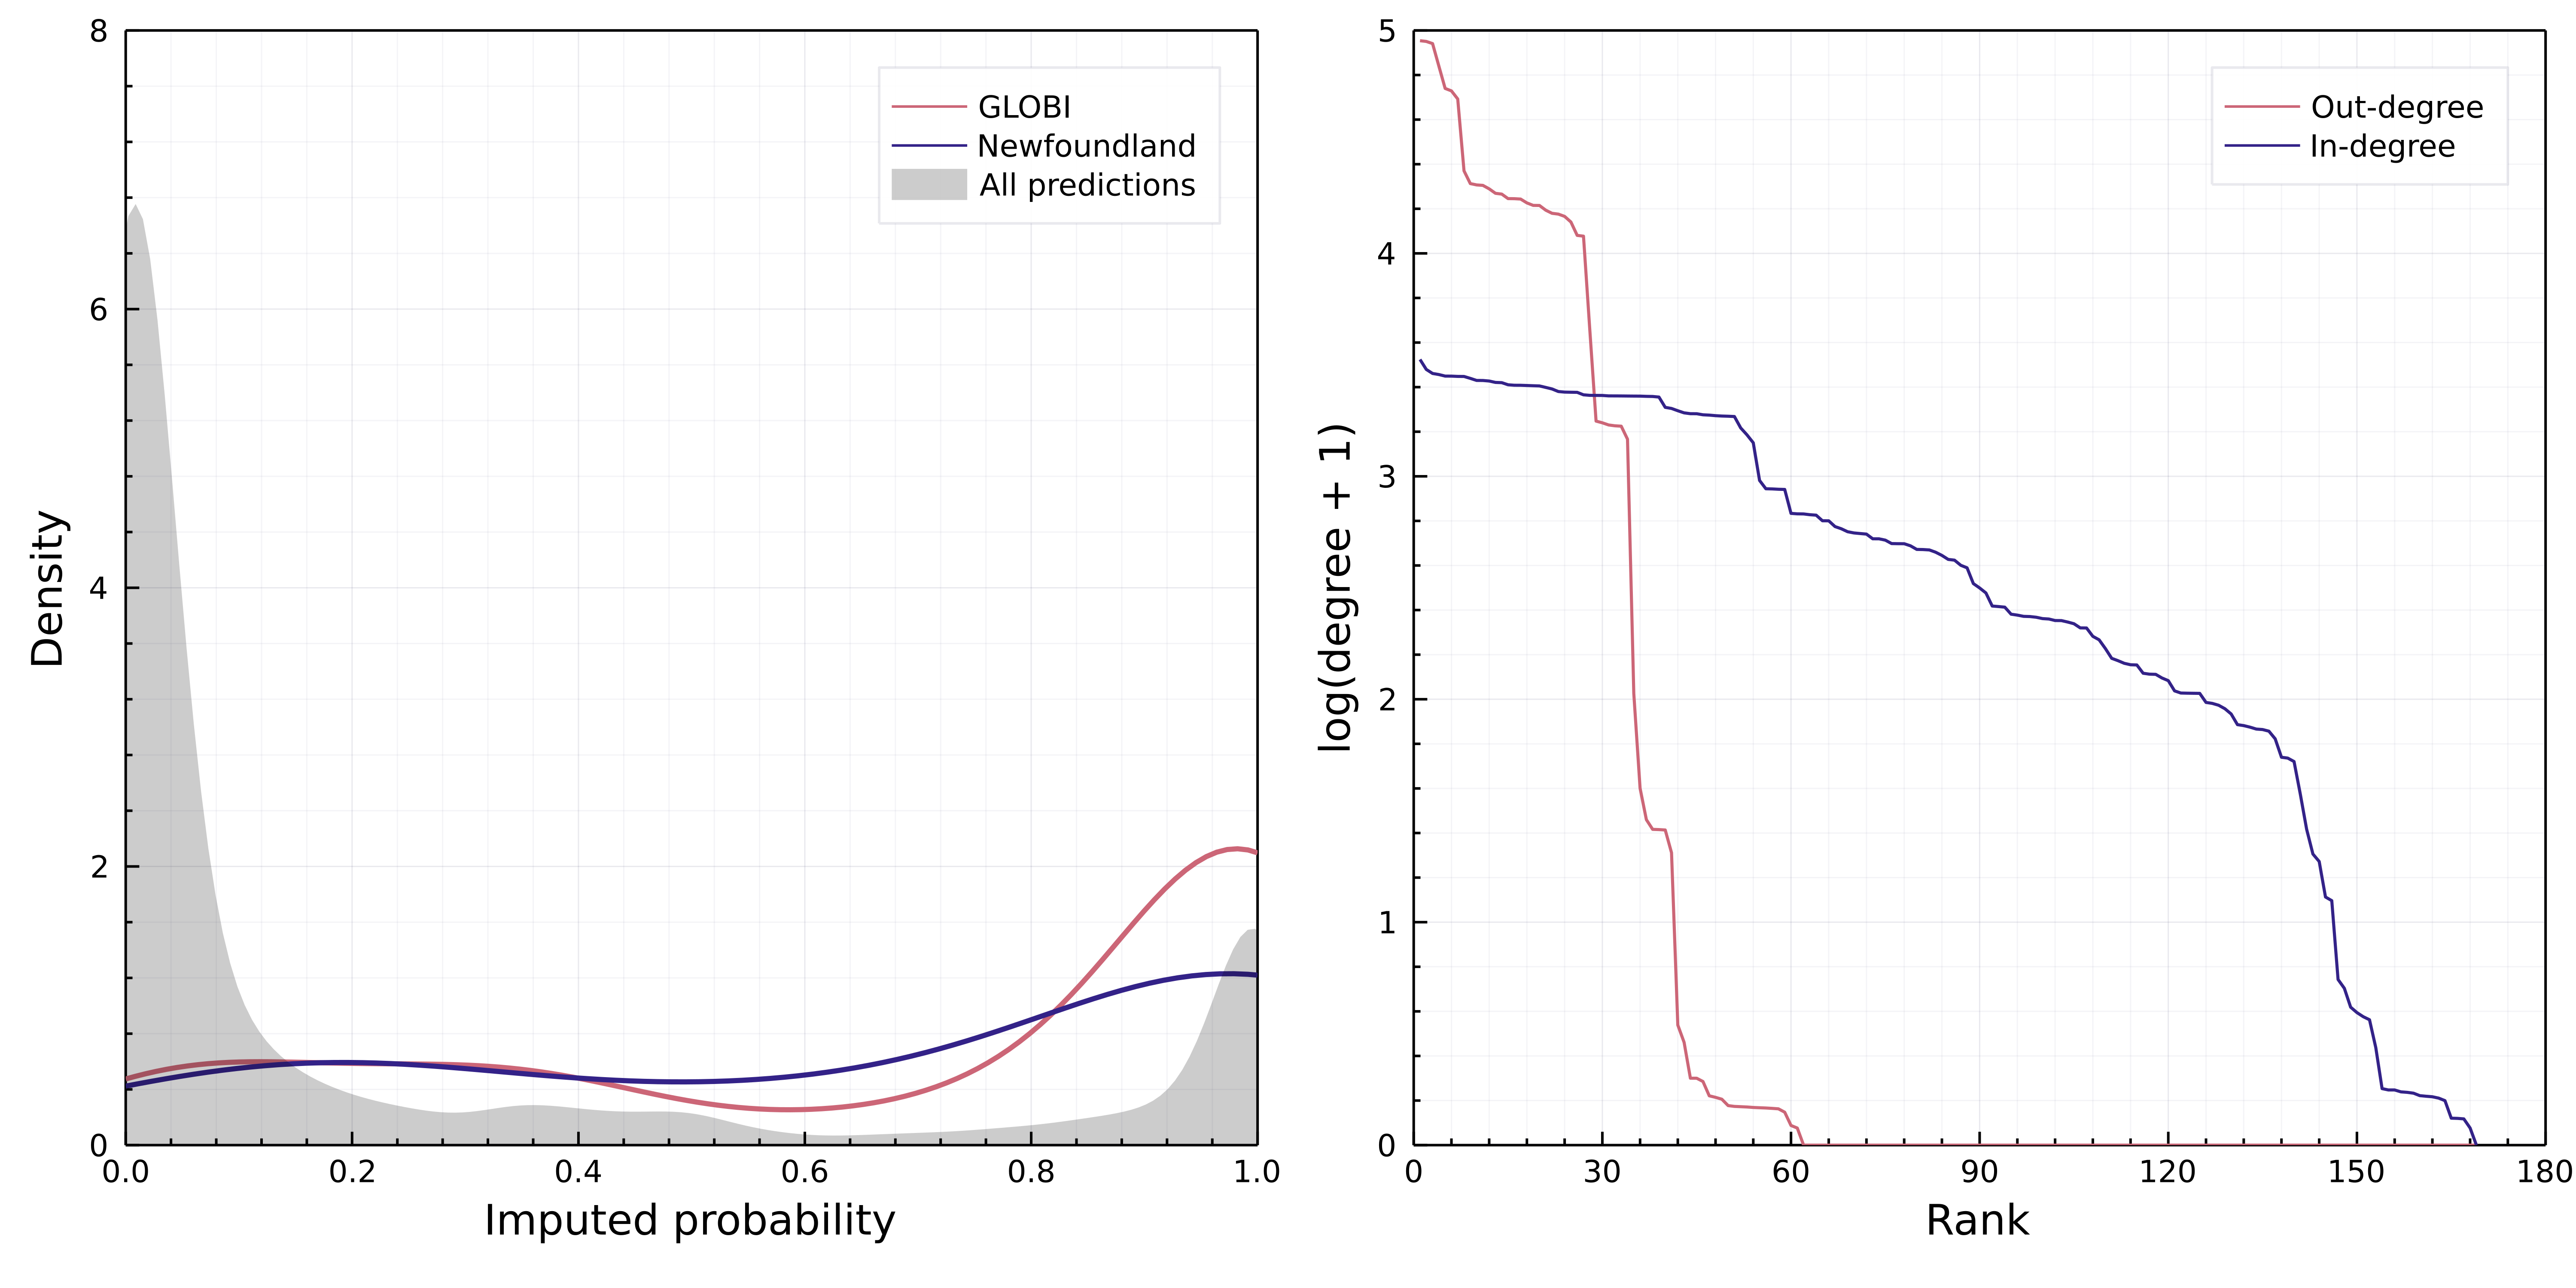 8
6
4
2
0
Density
0.0 0.2 0.4 0.6 0.8 1.0
Imputed probability
GLOBI
Newfoundland
All predictions
5
4
3
2
1
0
log(degree + 1)
0 30 60 90 120 150 180
Rank
Out-degree
In-degree